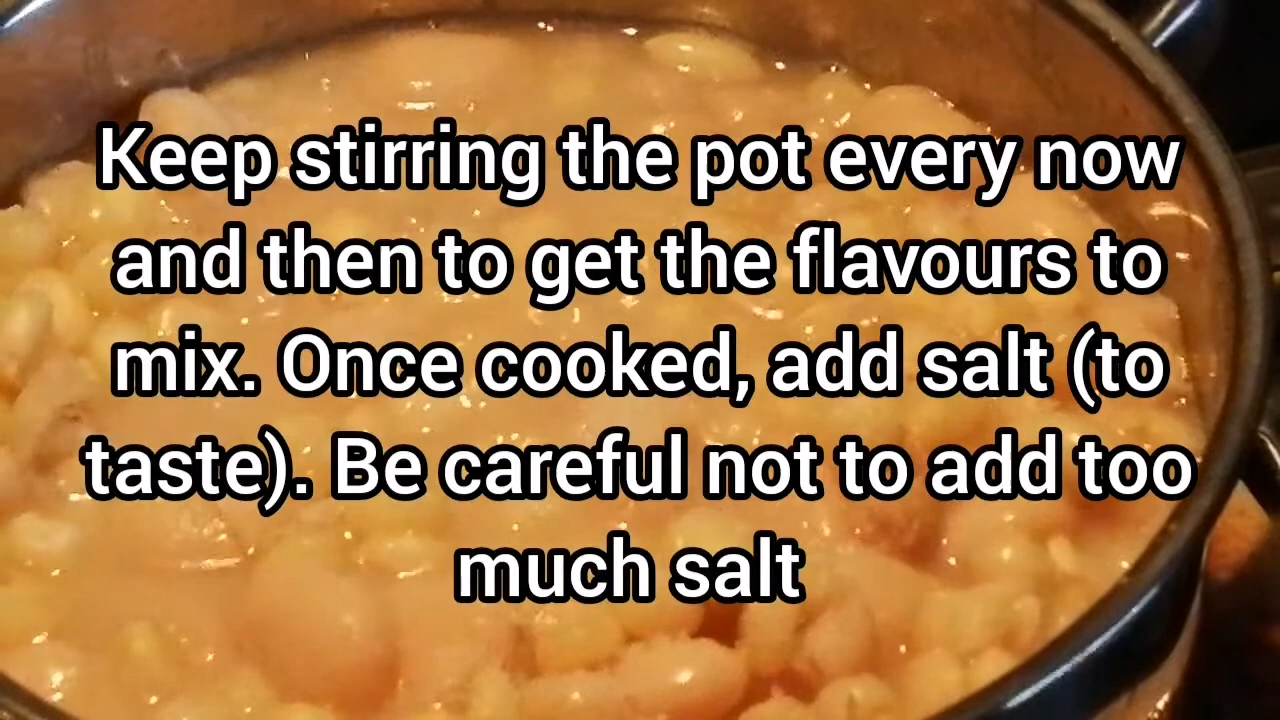 Keep stirring the pot every now
and then to get the flavours to
mix. Once cooked, add salt (to
taste). Be careful not to add too
much salt